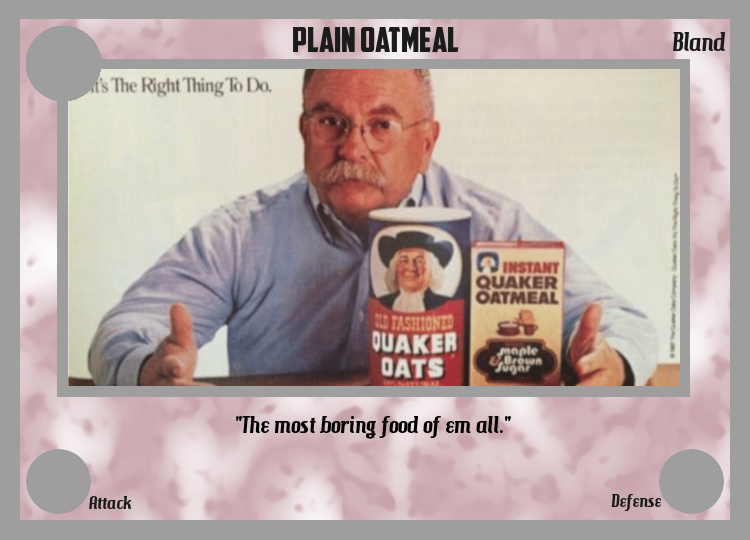 PLAIN OATMEAL
Bland
It's The Right Thing To Do.
OLD FASHIONED
QUAKER
OATS
INSTANT
QUAKER
OATMEAL
maple
& Brown
Sugar
"The most boring food of em all."
Attack
Defense